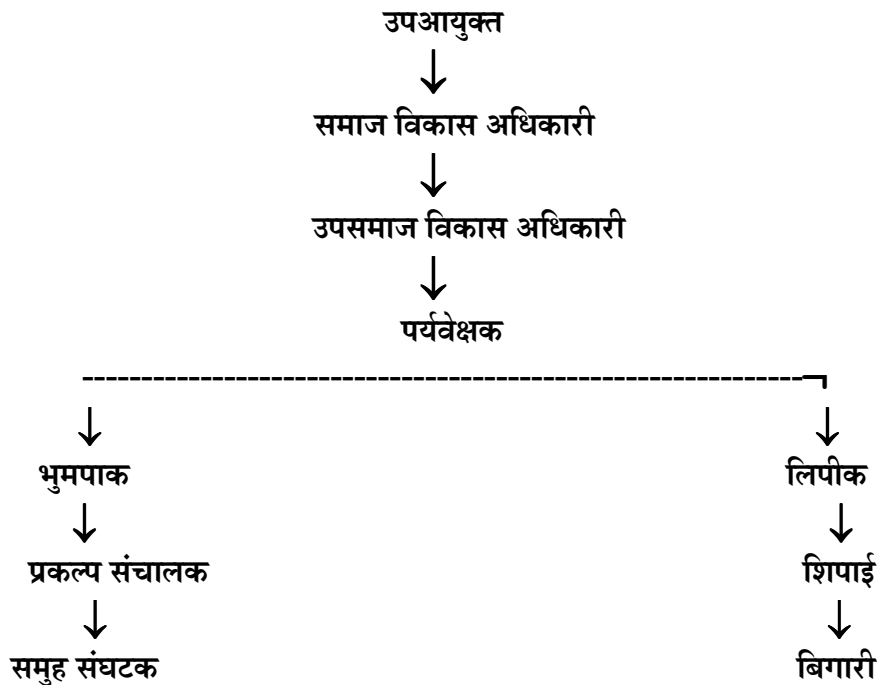 उपआयुक्त
समाज विकास अधिकारी
उपसमाज विकास अधिकारी
पर्यवेक्षक
भुमपाक लिपीक
प्रकल्प संचालक शिपाई
समुह संघटक बिगारी